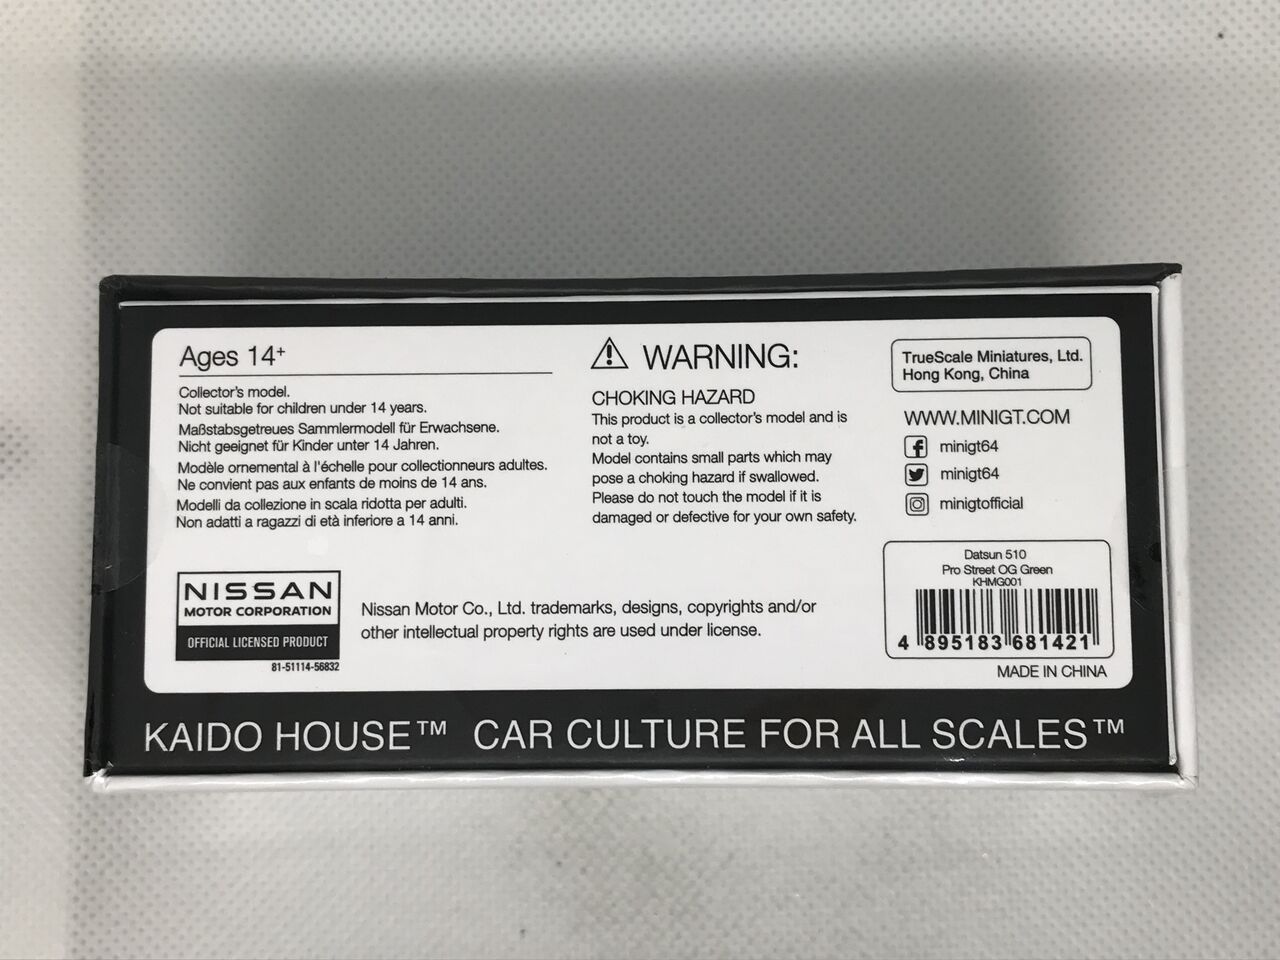 Ages 14+
Collector's model.
Not suitable for children under 14 years.
Maßstabsgetreues Sammlermodell für Erwachsene.
Nicht geeignet für Kinder unter 14 Jahren.
Modèle ornemental à l'échelle pour collectionneurs adultes.
Ne convient pas aux enfants de moins de 14 ans.
Modelli da collezione in scala ridotta per adulti.
Non adatti a ragazzi di età inferiore a 14 anni.
WARNING:
CHOKING HAZARD
This product is a collector's model and is
not a toy.
Model contains small parts which may
pose a choking hazard if swallowed.
Please do not touch the model if it is
damaged or defective for your own safety.
TrueScale Miniatures, Ltd.
Hong Kong, China
WWW.MINIGT.COM
minigt64
minigt64
minigtofficial
NISSAN
MOTOR CORPORATION
OFFICIAL LICENSED PRODUCT
81-51114-56832
Nissan Motor Co., Ltd. trademarks, designs, copyrights and/or
other intellectual property rights are used under license.
Datsun 510
Pro Street OG Green
KHMG001
4 895183 681421
MADE IN CHINA
KAIDO HOUSE™ CAR CULTURE FOR ALL SCALES™